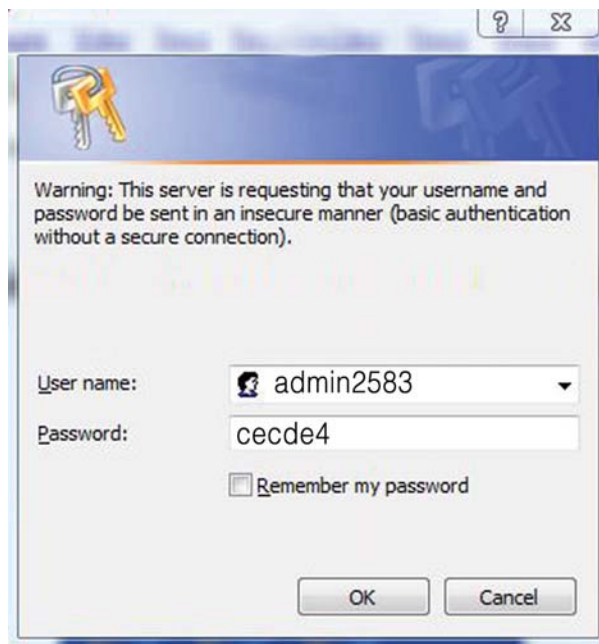 Warning: This server is requesting that your username and
password be sent in an insecure manner (basic authentication
without a secure connection).
User name: admin2583
Password: cecde4
Remember my password
OK Cancel